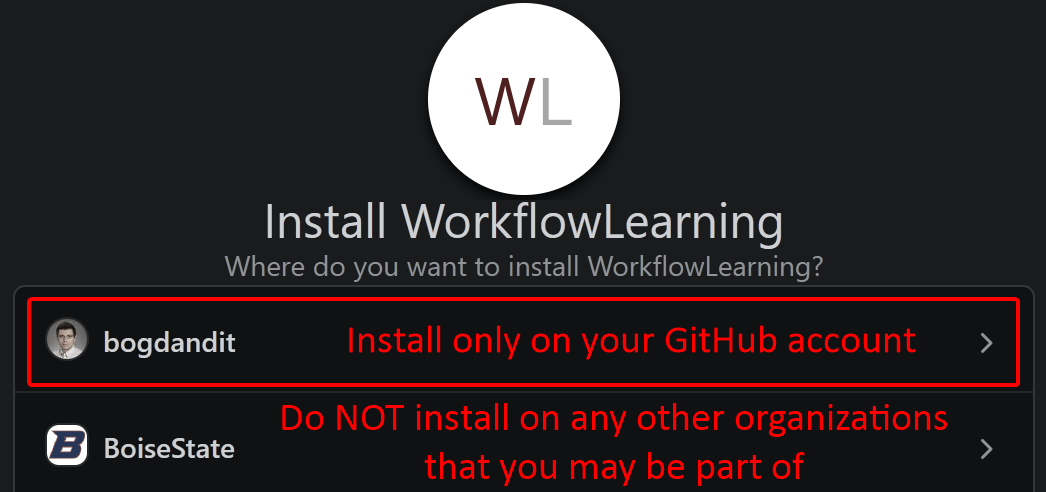 WL
Install WorkflowLearning
Where do you want to install WorkflowLearning?
bogdandit Install only on your GitHub account
Do NOT install on any other organizations
BoiseState
that you may be part of